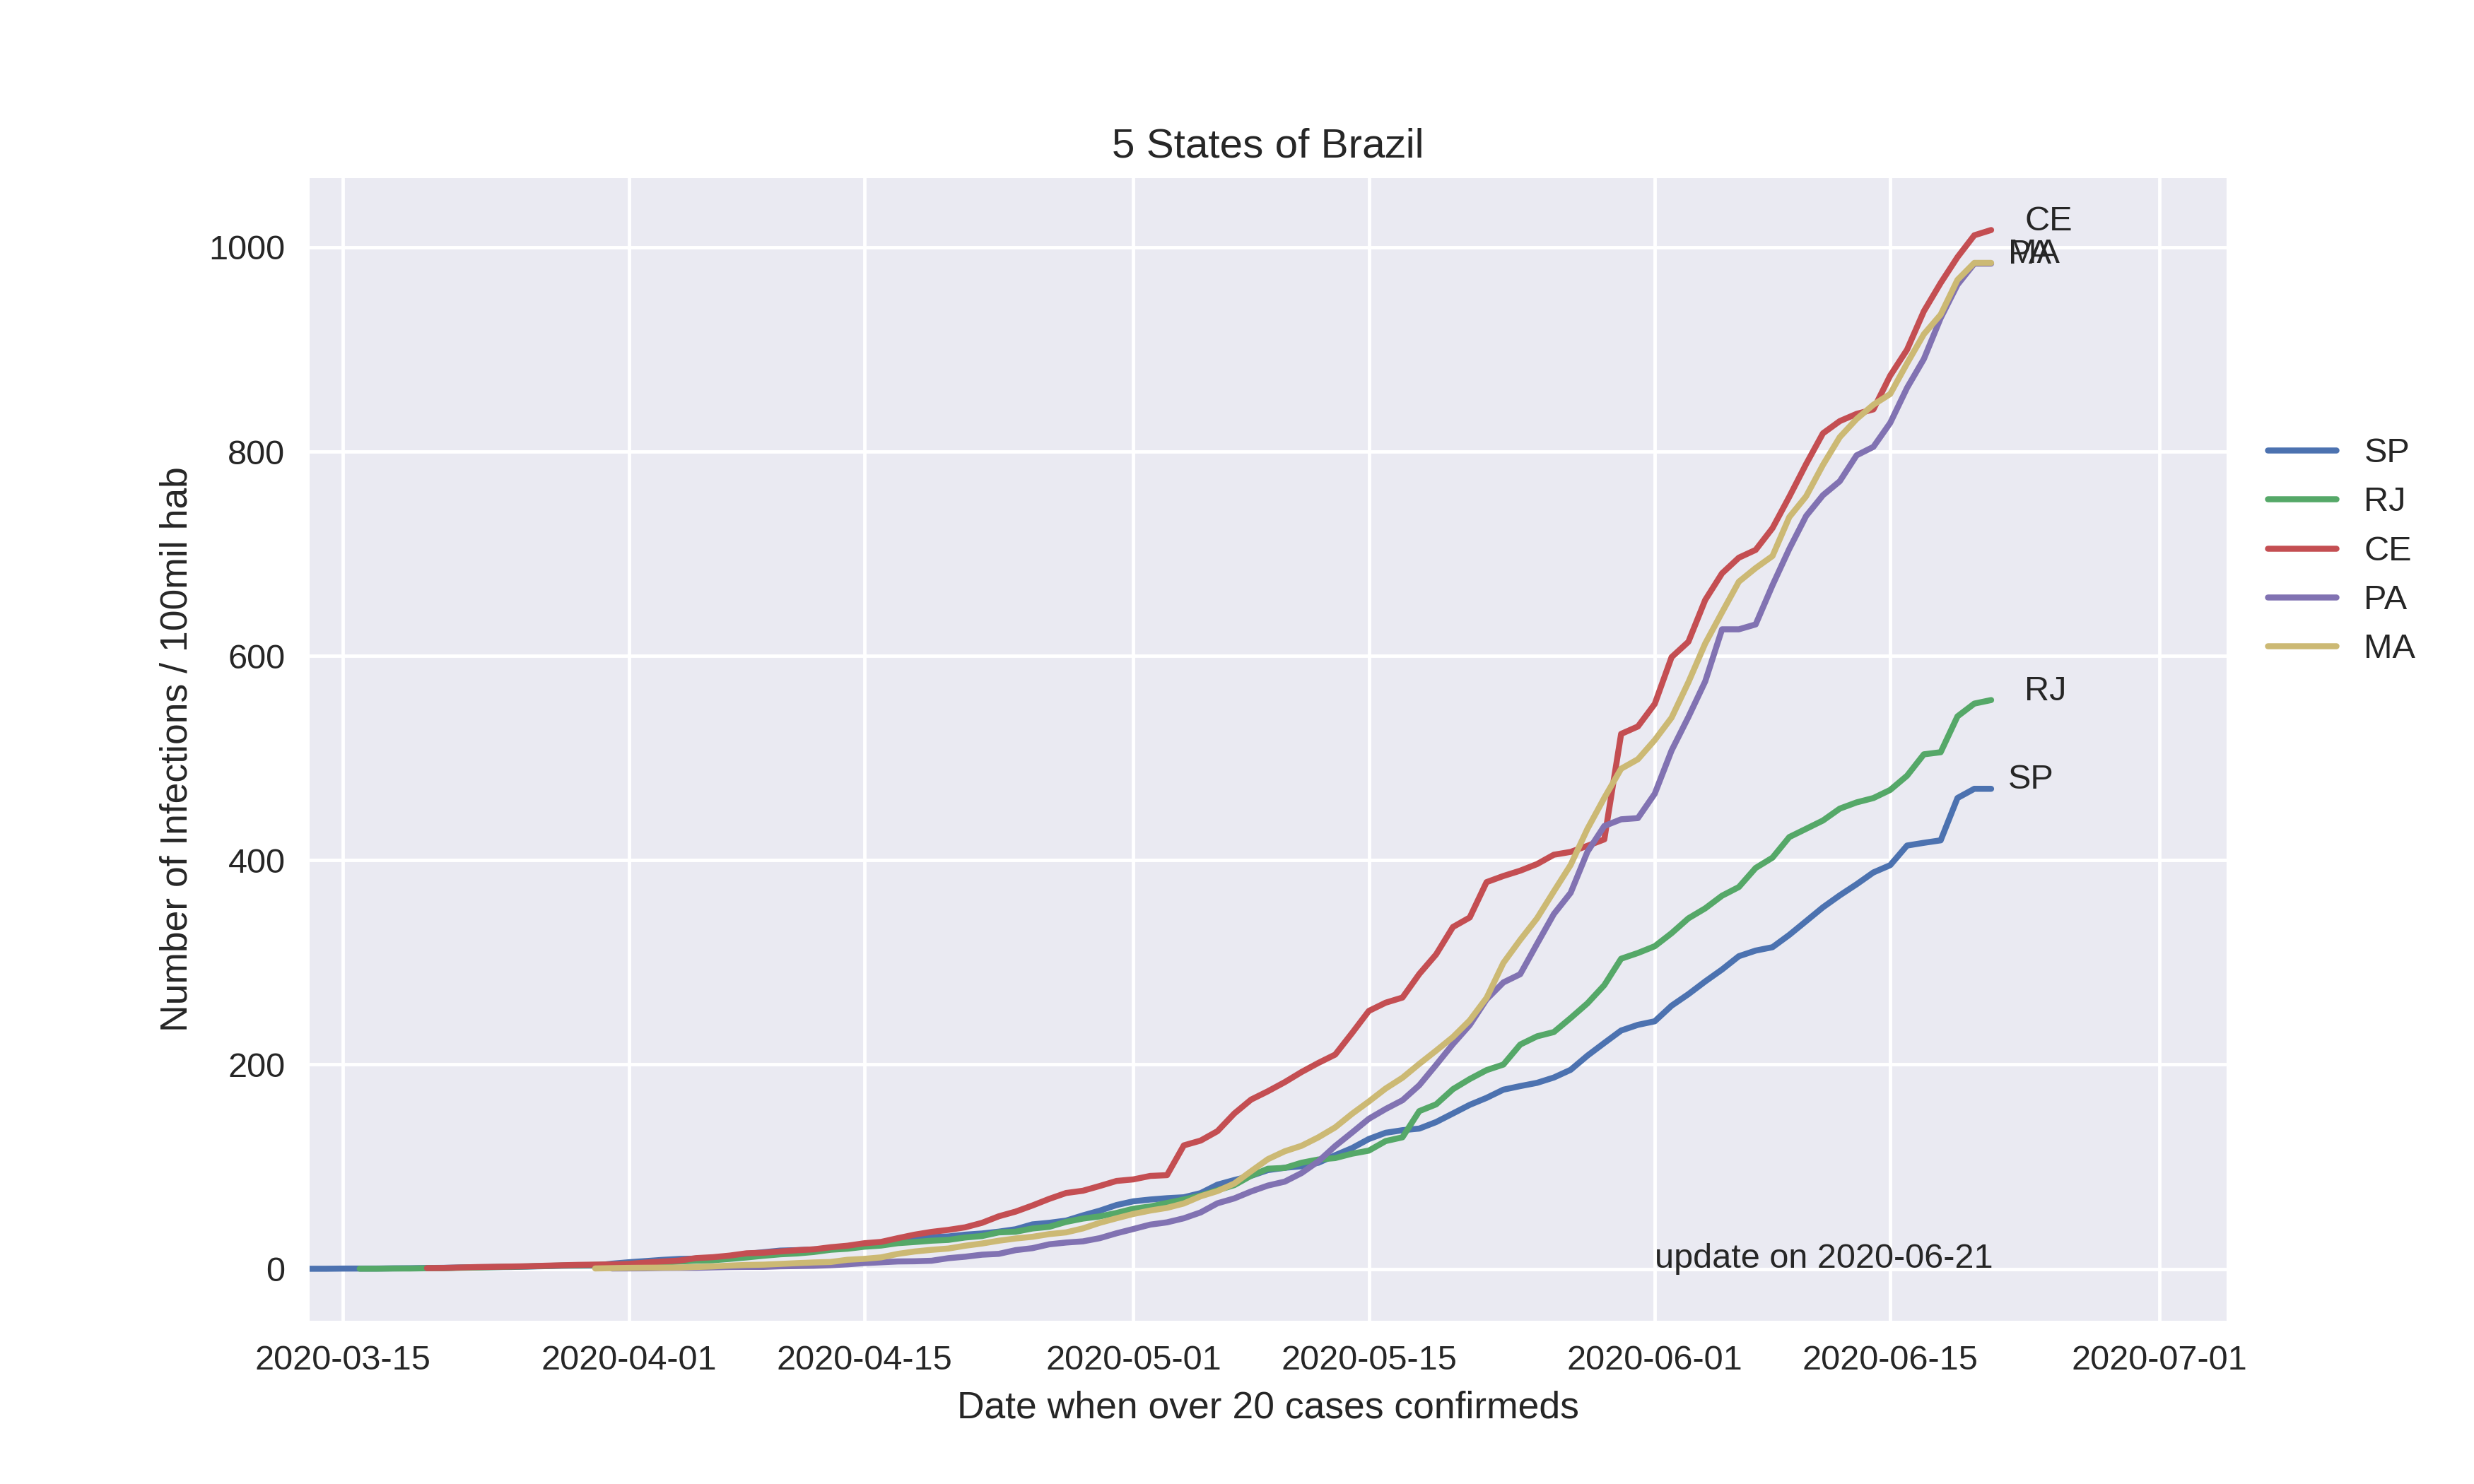 5 States of Brazil
Number of Infections / 100mil hab
1000
800
600
400
200
0
CE
PA
MA
RJ
SP
update on 2020-06-21
2020-03-15
2020-04-01
2020-04-15
2020-05-01
2020-05-15
2020-06-01
2020-06-15
2020-07-01
Date when over 20 cases confirmeds
SP
RJ
CE
PA
MA